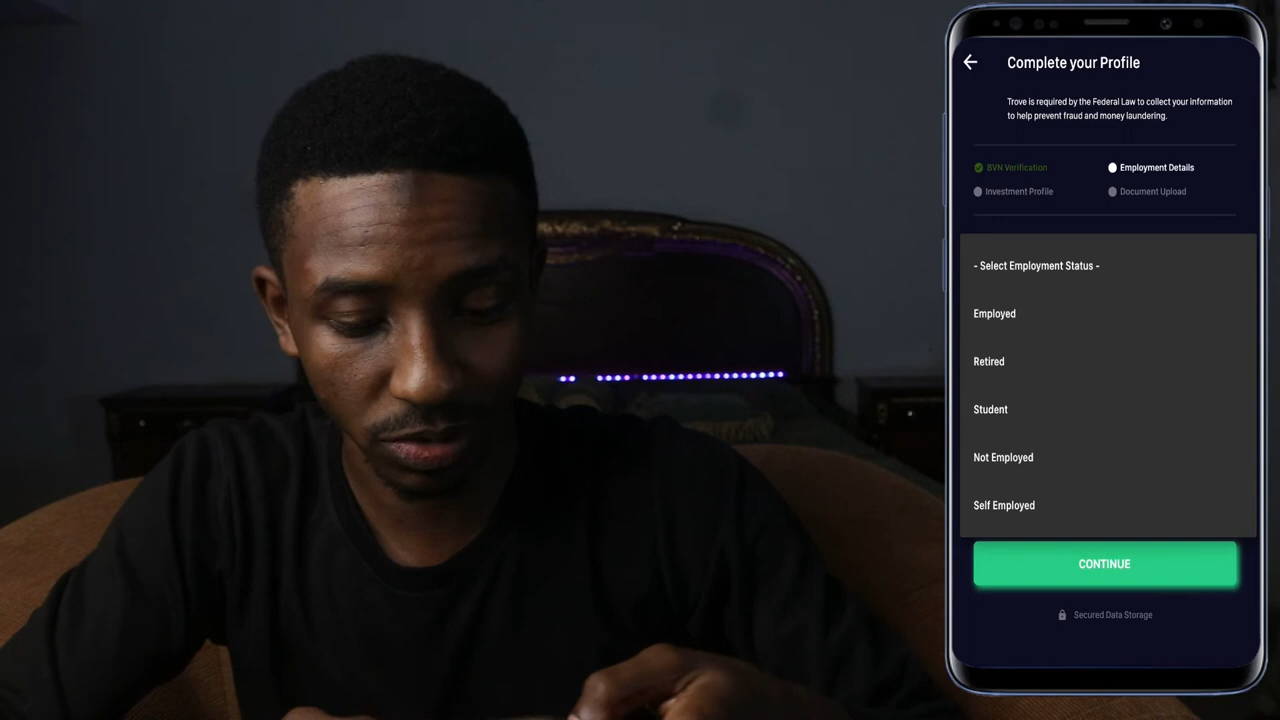 Complete your Profile
Trove is required by the Federal Law to collect your information
to help prevent fraud and money laundering.
BVN Verification
Employment Details
Investment Profile
Document Upload
- Select Employment Status -
Employed
Retired
Student
Not Employed
Self Employed
CONTINUE
Secured Data Storage